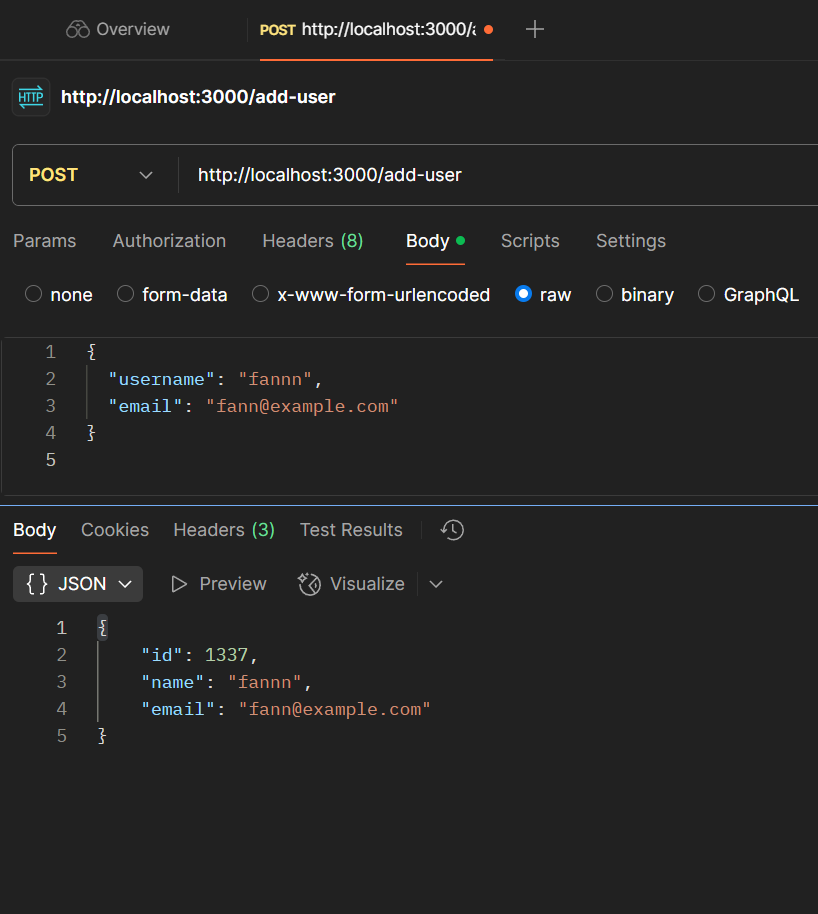 Overview POST http://localhost:3000/a
HTTP http://localhost:3000/add-user
POST http://localhost:3000/add-user
Params Authorization Headers (8) Body Scripts Settings
none form-data x-www-form-urlencoded raw binary GraphQL
1 {
2 "username": "fannn",
3 "email": "fann@example.com"
4 }
5
Body Cookies Headers (3) Test Results
{} JSON Preview Visualize
1 {
2 "id": 1337,
3 "name": "fannn",
4 "email": "fann@example.com"
5 }